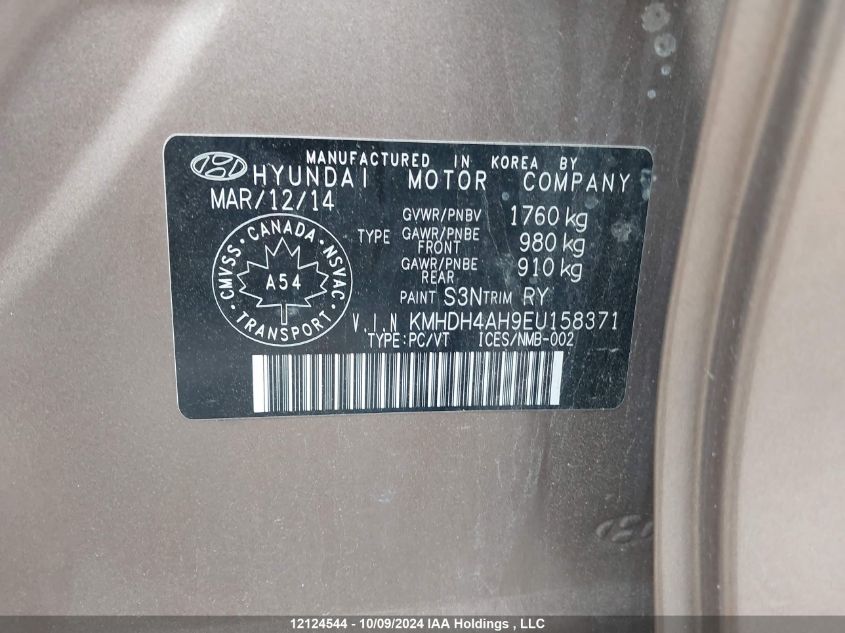 MANUFACTURED IN KOREA BY
HYUNDAI MOTOR COMPANY
MAR/12/14
GVWR/PNBV 1760 kg
TYPE GAWR/PNBE FRONT 980 kg
GAWR/PNBE REAR 910 kg
PAINT S3N TRIM RY
CMVSS · CANADA · NSVAC
A54
TRANSPORT
V.I.N KMHDH4AH9EU158371
TYPE:PC/VT ICES/NMB-002
12124544 - 10/09/2024 IAA Holdings , LLC